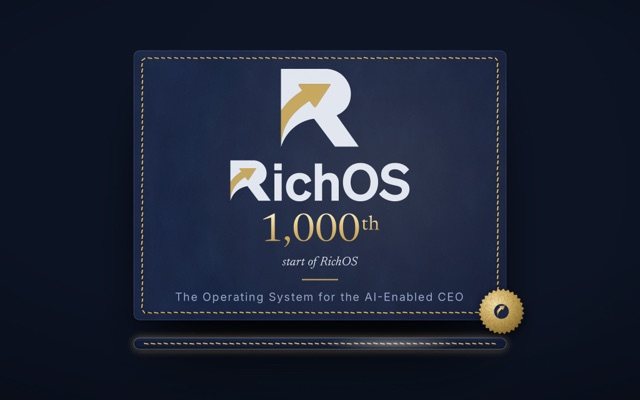 R
RichOS
1,000th
start of RichOS
The Operating System for the AI-Enabled CEO